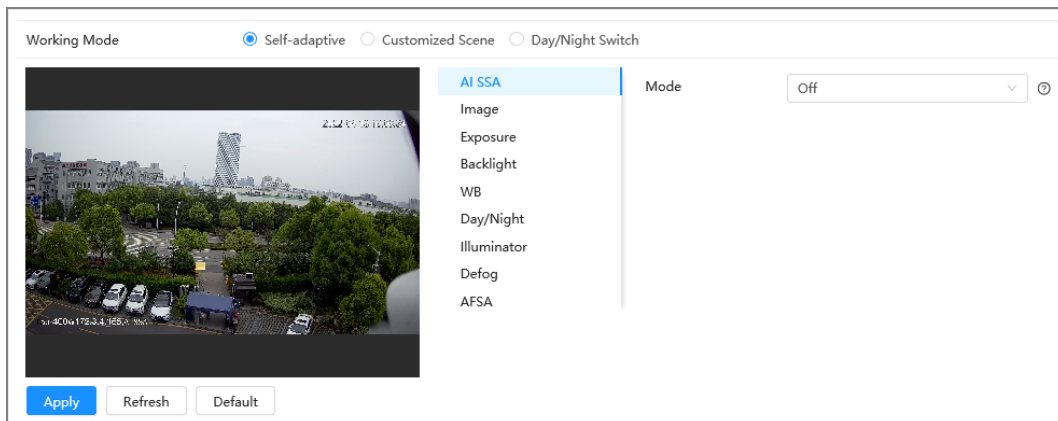 Working Mode Self-adaptive Customized Scene Day/Night Switch
AI SSA
Mode Off
Image
Exposure
Backlight
WB
Day/Night
Illuminator
Defog
AFSA
Apply Refresh Default